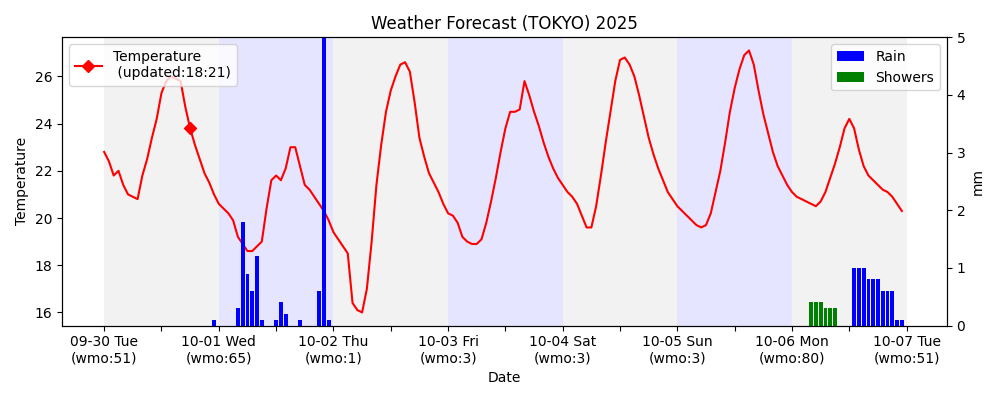 Weather Forecast (TOKYO) 2025
Temperature
(updated:18:21)
Rain
Showers
Temperature
26
24
22
20
18
16
5
4
3
2
1
0
mm
09-30 Tue
(wmo:51)
10-01 Wed
(wmo:65)
10-02 Thu
(wmo:1)
10-03 Fri
(wmo:3)
10-04 Sat
(wmo:3)
10-05 Sun
(wmo:3)
10-06 Mon
(wmo:80)
10-07 Tue
(wmo:51)
Date